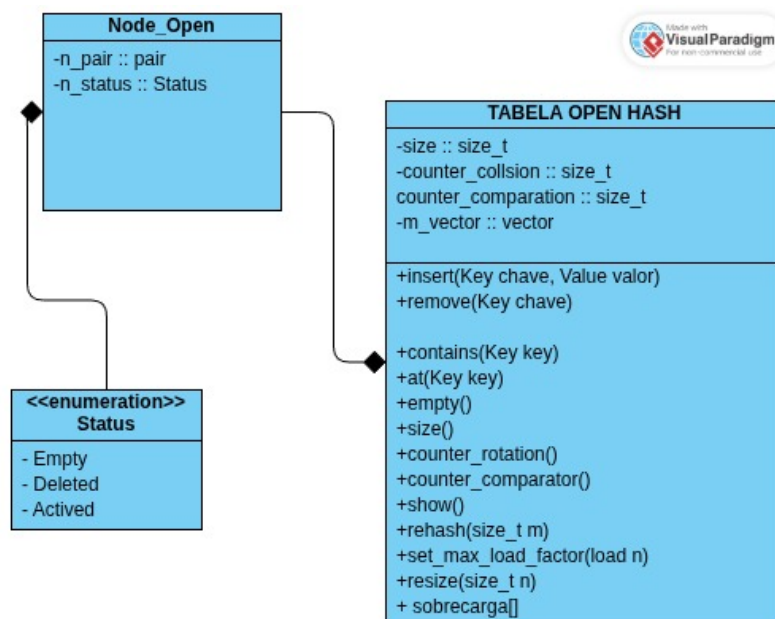 Node_Open
-n_pair :: pair
-n_status :: Status
Made with
VisualParadigm
For non-commercial use
TABELA OPEN HASH
-size :: size_t
-counter_collsion :: size_t
counter_comparation :: size_t
-m_vector :: vector
+insert(Key chave, Value valor)
+remove(Key chave)
+contains(Key key)
+at(Key key)
+empty()
+size()
+counter_rotation()
+counter_comparator()
+show()
+rehash(size_t m)
+set_max_load_factor(load n)
+resize(size_t n)
+ sobrecarga[]
<<enumeration>>
Status
- Empty
- Deleted
- Actived